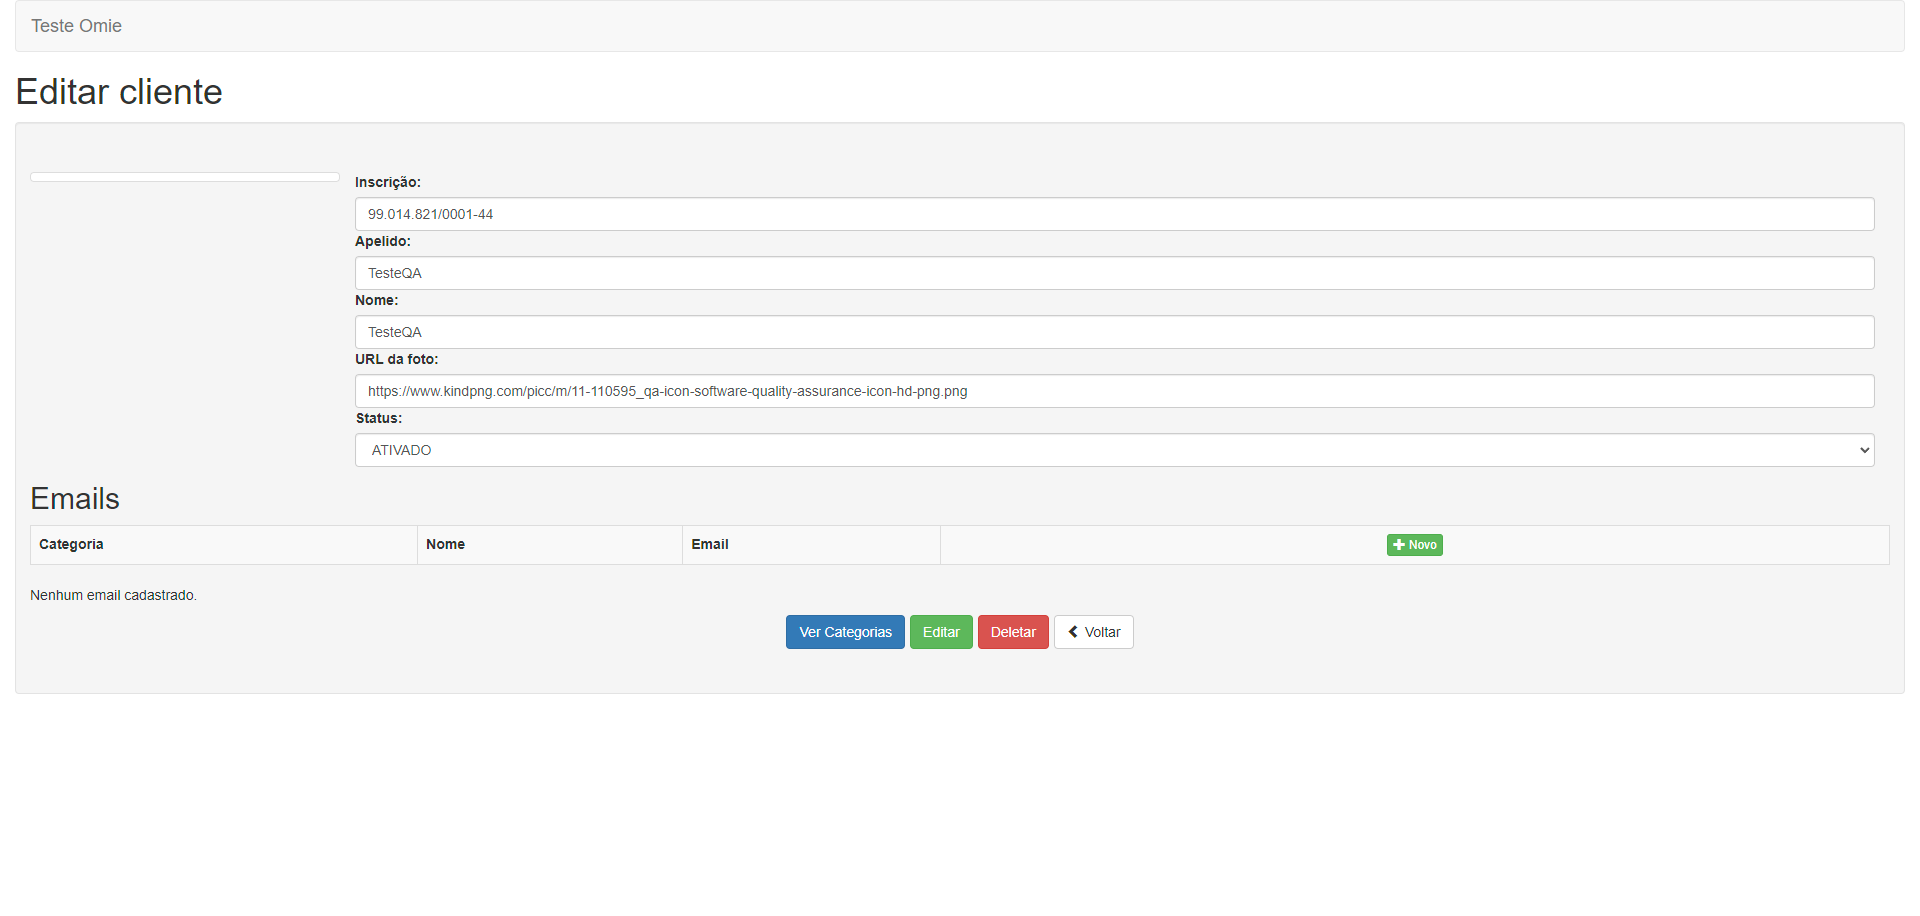 Teste Omie
Editar cliente
Inscrição:
99.014.821/0001-44
Apelido:
TesteQA
Nome:
TesteQA
URL da foto:
https://www.kindpng.com/picc/m/11-110595_qa-icon-software-quality-assurance-icon-hd-png.png
Status:
ATIVADO
Emails
Categoria Nome Email Novo
Nenhum email cadastrado.
Ver Categorias Editar Deletar Voltar